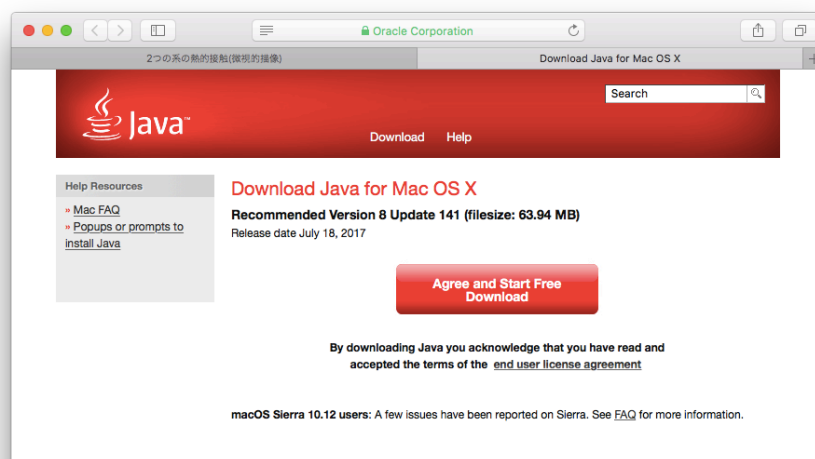 Oracle Corporation
2つの系の熱的接触(微視的描像)
Download Java for Mac OS X
Java™
Search
Download Help
Help Resources
» Mac FAQ
» Popups or prompts to
install Java
Download Java for Mac OS X
Recommended Version 8 Update 141 (filesize: 63.94 MB)
Release date July 18, 2017
Agree and Start Free
Download
By downloading Java you acknowledge that you have read and
accepted the terms of the end user license agreement
macOS Sierra 10.12 users: A few issues have been reported on Sierra. See FAQ for more information.